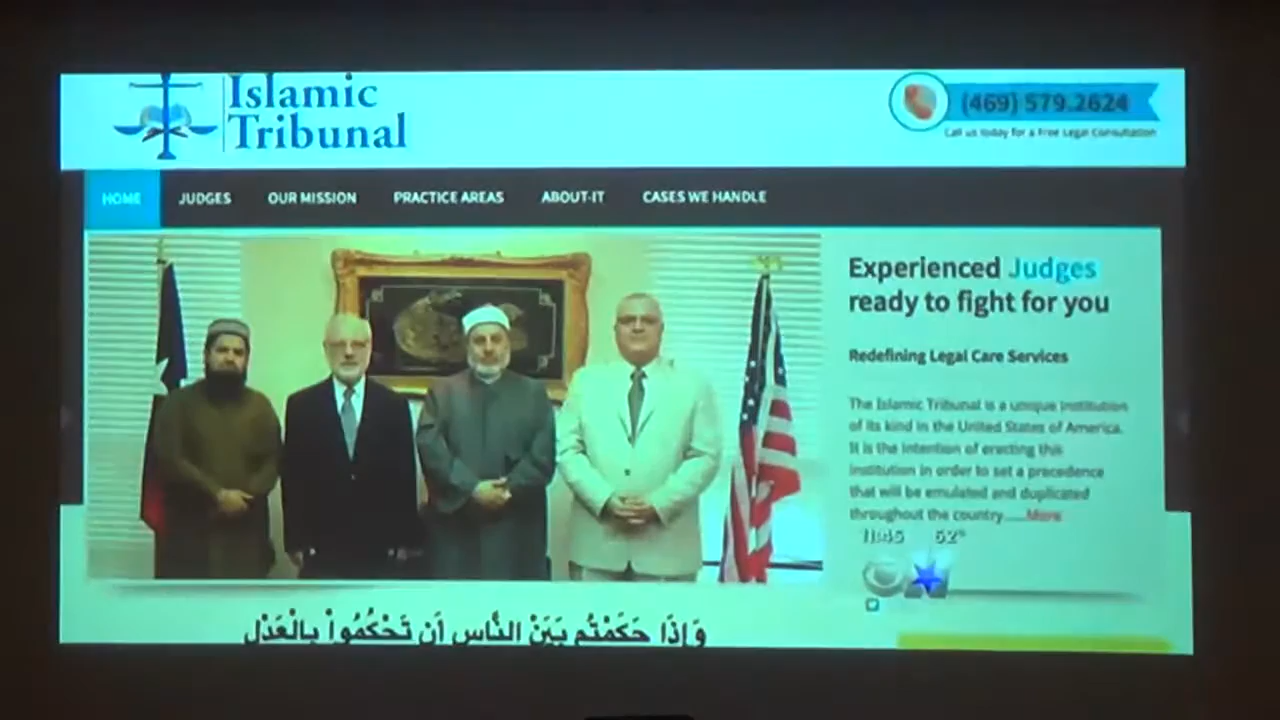 Islamic
Tribunal
(469) 579.2624
Call us today for a Free Legal Consultation
HOME JUDGES OUR MISSION PRACTICE AREAS ABOUT-IT CASES WE HANDLE
Experienced Judges
ready to fight for you
Redefining Legal Care Services
The Islamic Tribunal is a unique institution
of its kind in the United States of America.
It is the intention of erecting this
institution in order to set a precedence
that will be emulated and duplicated
throughout the country.....More
11:45 62°
وَإِذَا حَكَمْتُم بَيْنَ النَّاسِ أَن تَحْكُمُواْ بِالْعَدْلِ